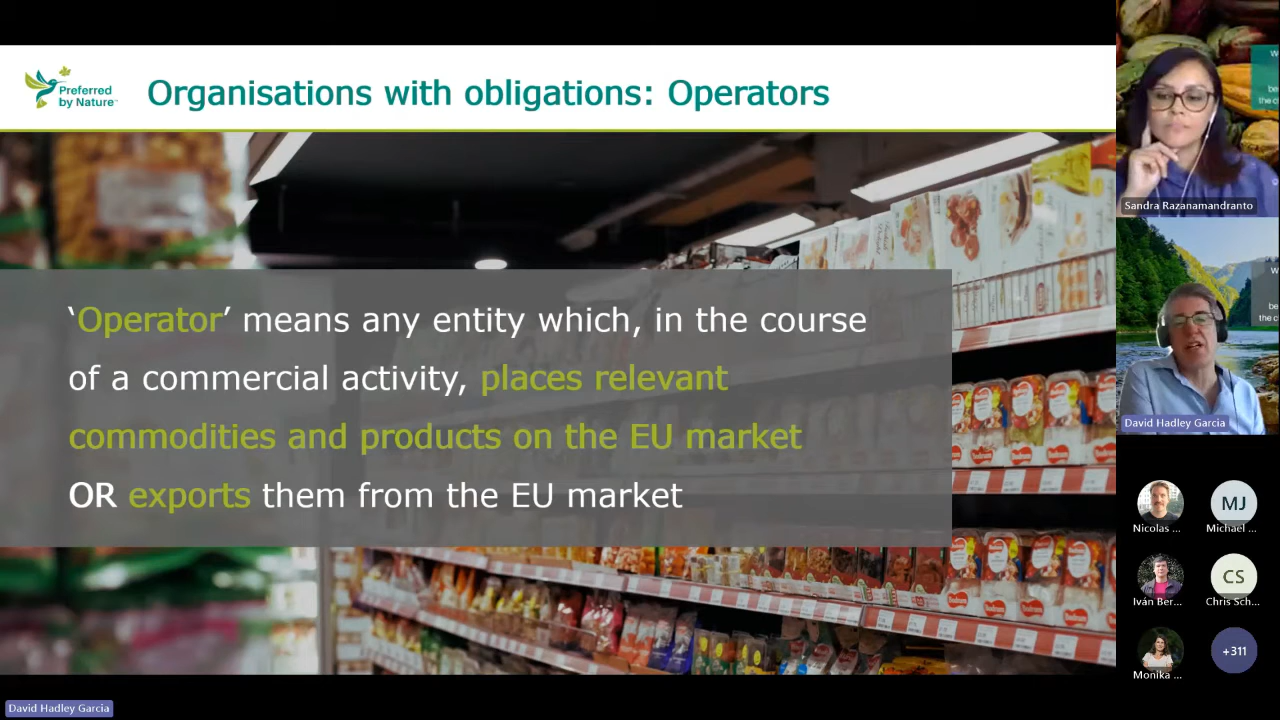 Preferred
by Nature™
Organisations with obligations: Operators
‘Operator’ means any entity which, in the course
of a commercial activity, places relevant
commodities and products on the EU market
OR exports them from the EU market
Sandra Razanamandranto
David Hadley Garcia
Nicolas ...
MJ
Michael ...
Iván Ber...
CS
Chris Sch...
Monika ...
+311
David Hadley Garcia